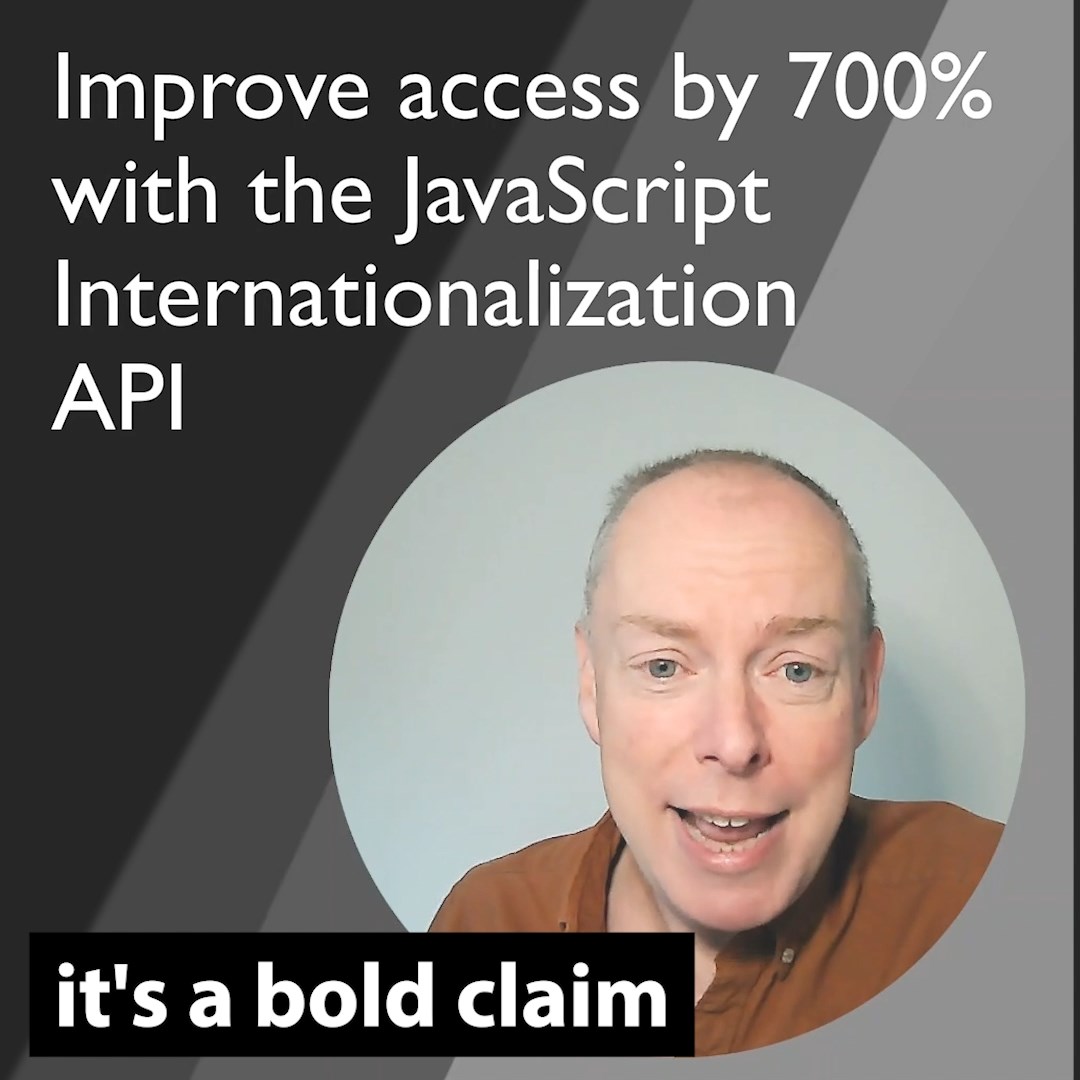 Improve access by 700%
with the JavaScript
Internationalization
API
it's a bold claim